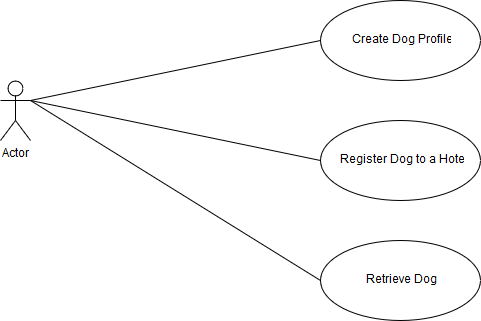 Create Dog Profile
Actor
Register Dog to a Hote
Retrieve Dog